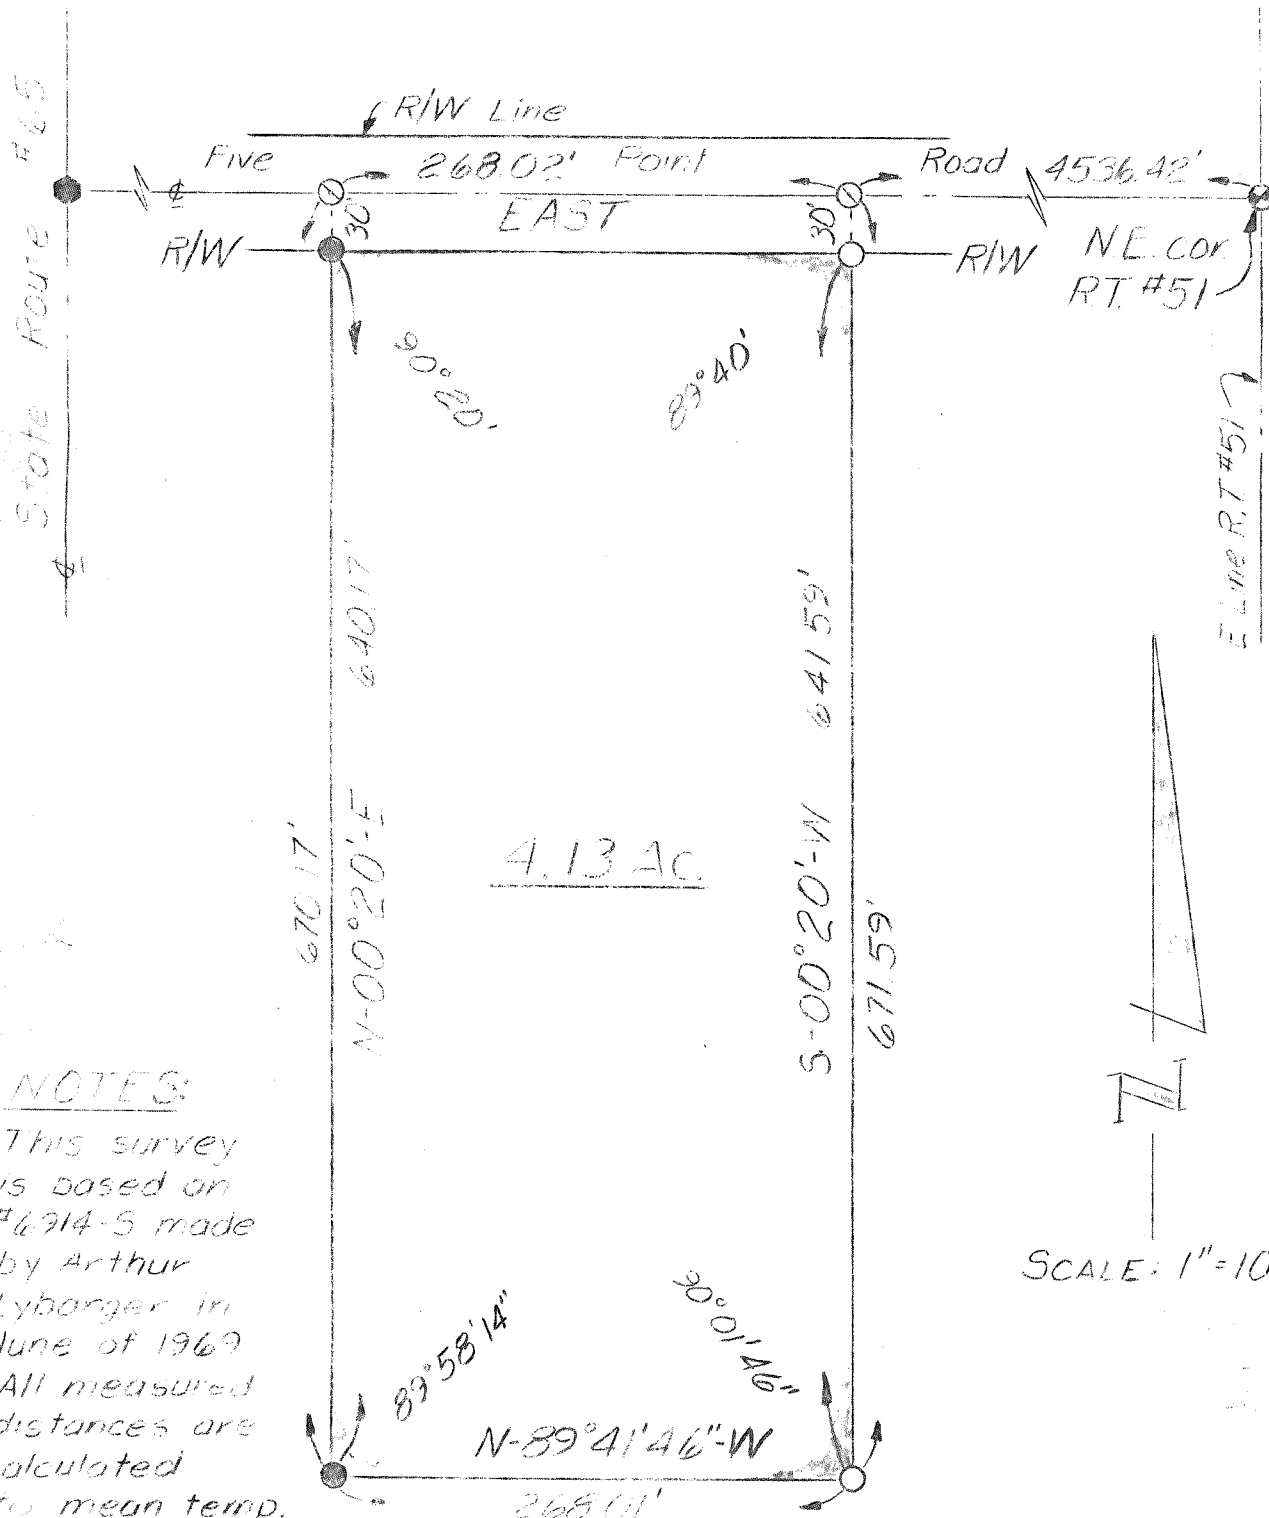 State Route #65
R/W Line
Five 268.02' Point Road 4536.42'
EAST
30'
30'
R/W
R/W
N.E. cor.
R.T. #51
90°20'
89°40'
E Line R.T. #51
640.17'
641.59'
670.17'
N-00°20'-E
4.13 Ac.
S-00°20'-W
671.59'
NOTES:
This survey
is based on
#6914-S made
by Arthur
Lybarger in
June of 1969
All measured
distances are
calculated
to mean temp.
SCALE: 1"=10
89°58'14"
90°01'46"
N-89°41'46"-W
268.01'